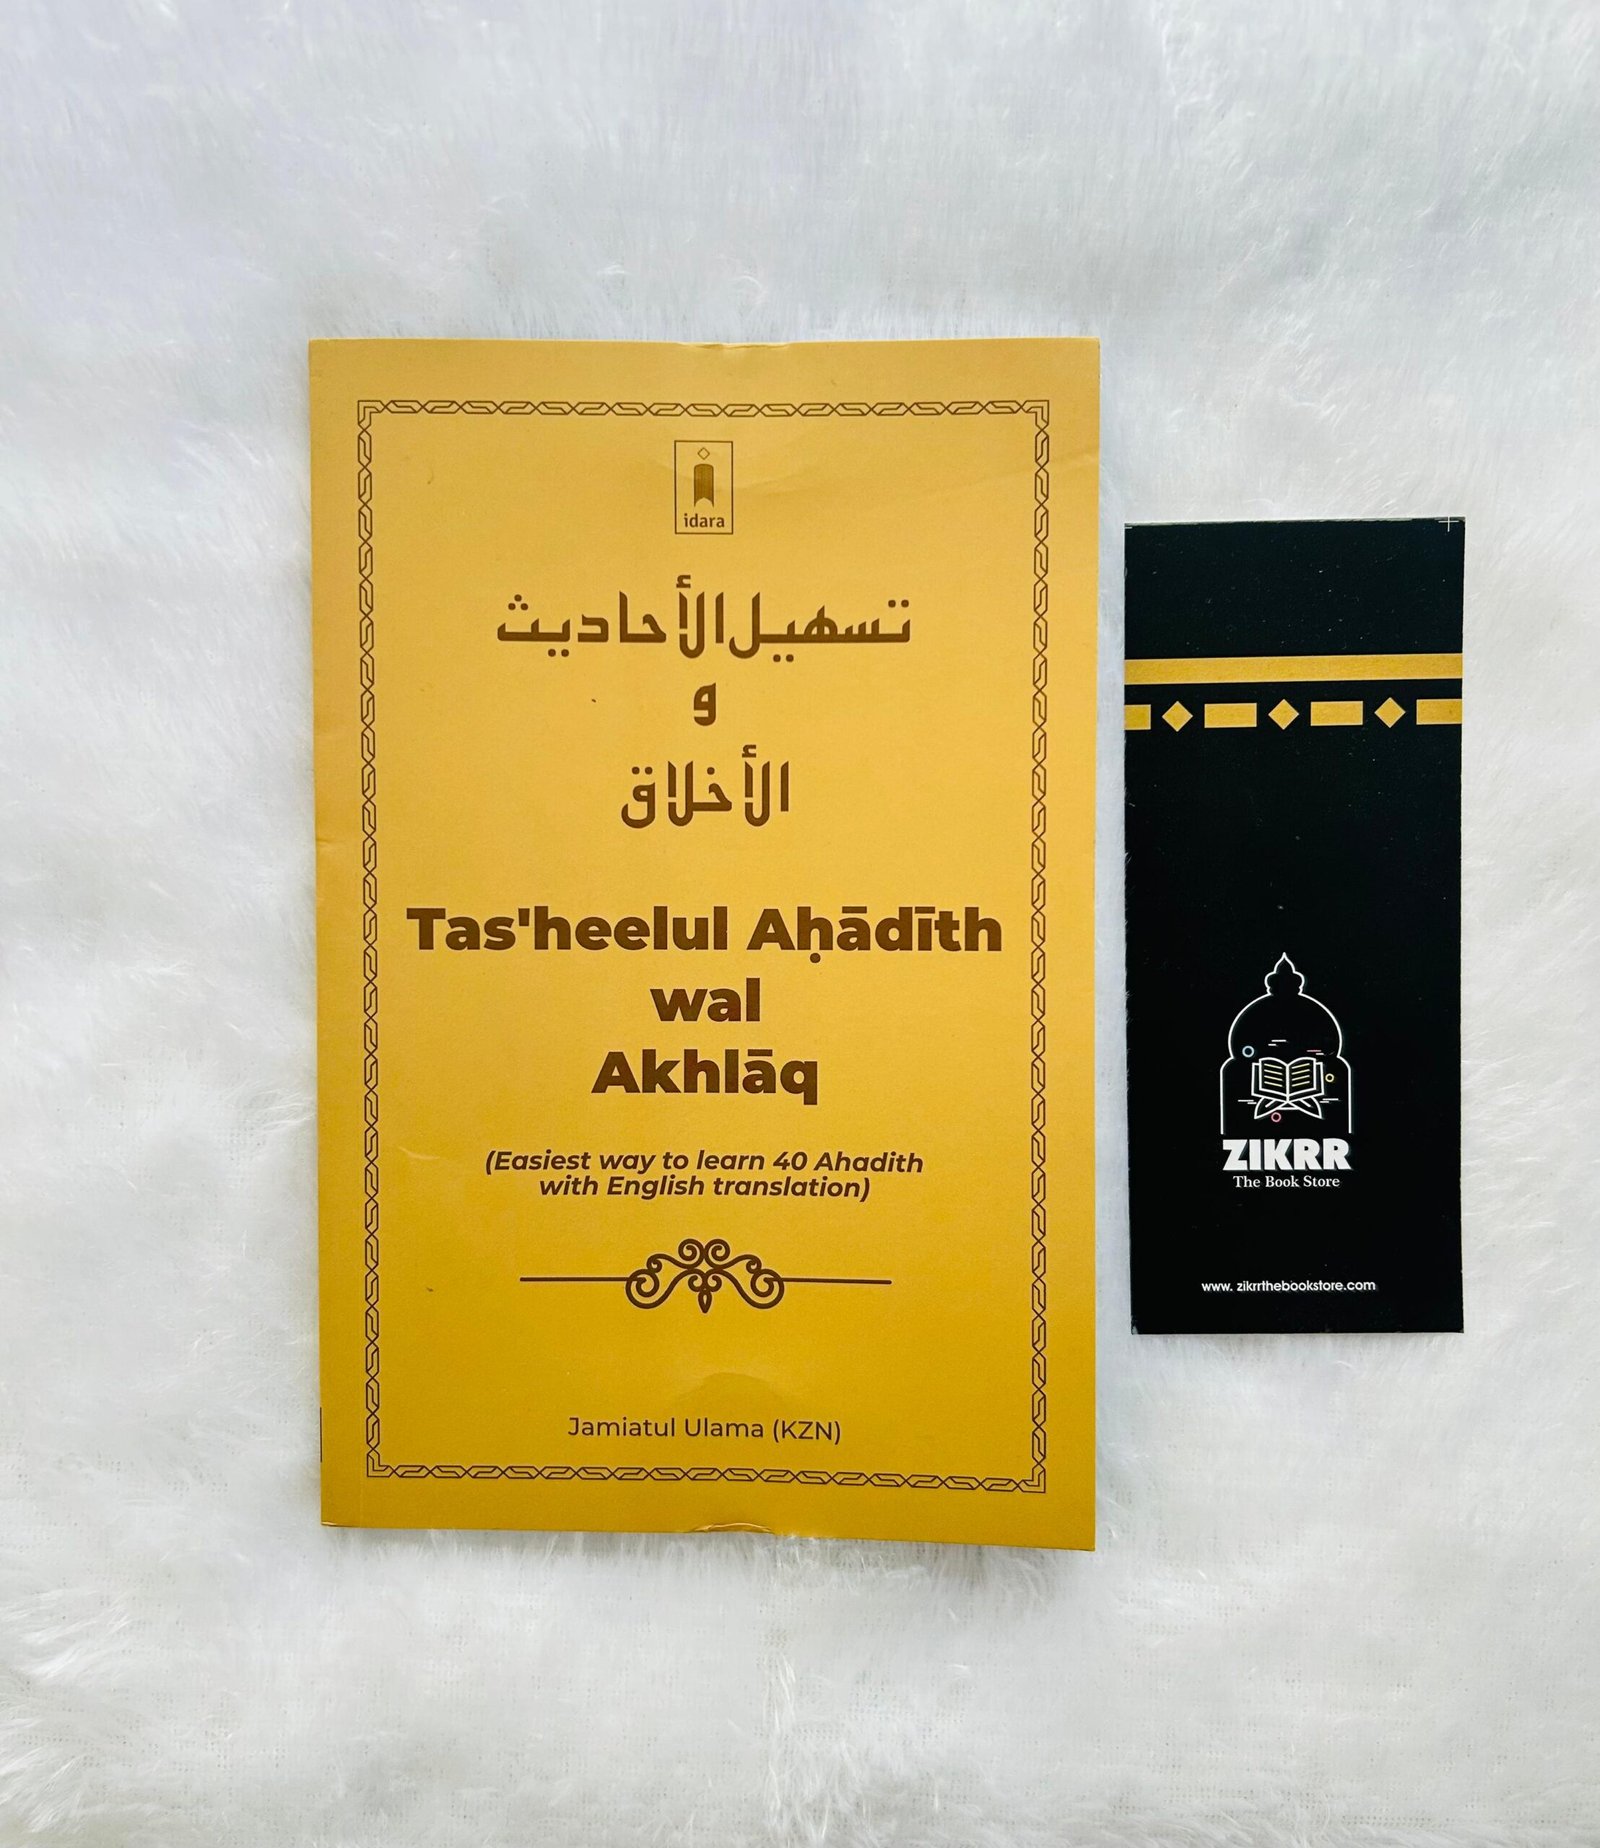 idara
تسهيل الأحاديث
و
الأخلاق
Tas'heelul Aḥādīth
wal
Akhlāq
(Easiest way to learn 40 Ahadith
with English translation)
Jamiatul Ulama (KZN)
ZIKRR
The Book Store
www. zikrrthebookstore.com